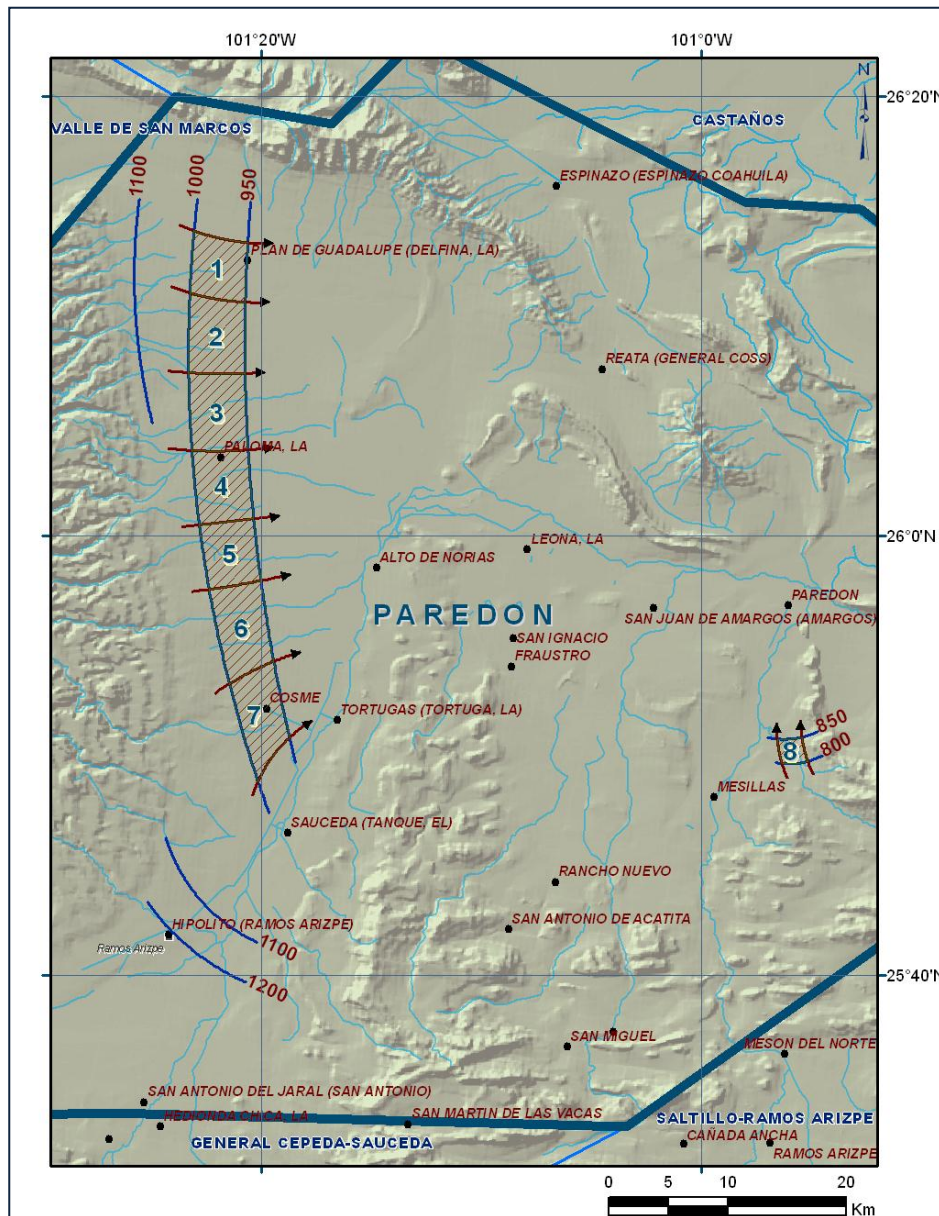 101°20'W
101°0'W
N
26°20'N
VALLE DE SAN MARCOS
CASTAÑOS
1100
1000
950
ESPINAZO (ESPINAZO COAHUILA)
PLAN DE GUADALUPE (DELFINA, LA)
1
2
REATA (GENERAL COSS)
3
PALOMA, LA
4
26°0'N
5
LEONA, LA
ALTO DE NORIAS
PAREDON
PAREDON
SAN JUAN DE AMARGOS (AMARGOS)
6
SAN IGNACIO
FRAUSTRO
COSME
7
TORTUGAS (TORTUGA, LA)
850
8
800
MESILLAS
SAUCEDA (TANQUE, EL)
RANCHO NUEVO
HIPOLITO (RAMOS ARIZPE)
SAN ANTONIO DE ACATITA
Ramos Arizpe
1100
1200
25°40'N
SAN MIGUEL
MESON DEL NORTE
SAN ANTONIO DEL JARAL (SAN ANTONIO)
HEDIONDA CHICA, LA
SAN MARTIN DE LAS VACAS
SALTILLO-RAMOS ARIZPE
GENERAL CEPEDA-SAUCEDA
CAÑADA ANCHA
RAMOS ARIZPE
0 5 10 20
Km